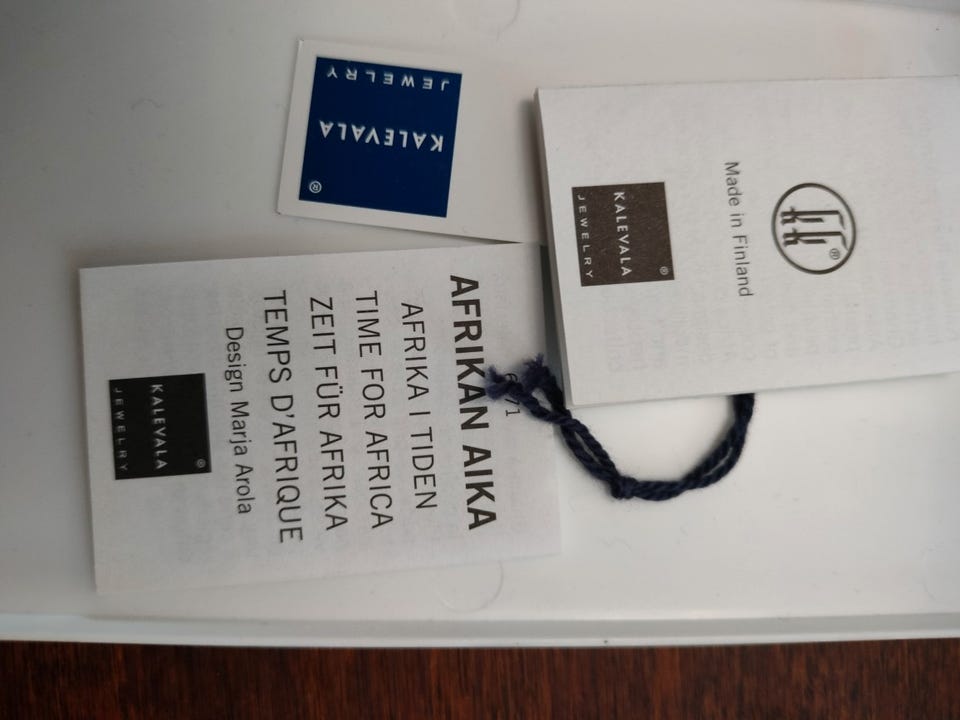 KALEVALA
JEWELRY
®
Made in Finland
®
KALEVALA
JEWELRY
®
AFRIKAN AIKA
AFRIKA I TIDEN
TIME FOR AFRICA
ZEIT FÜR AFRIKA
TEMPS D'AFRIQUE
Design Marja Arola
KALEVALA
JEWELRY
®